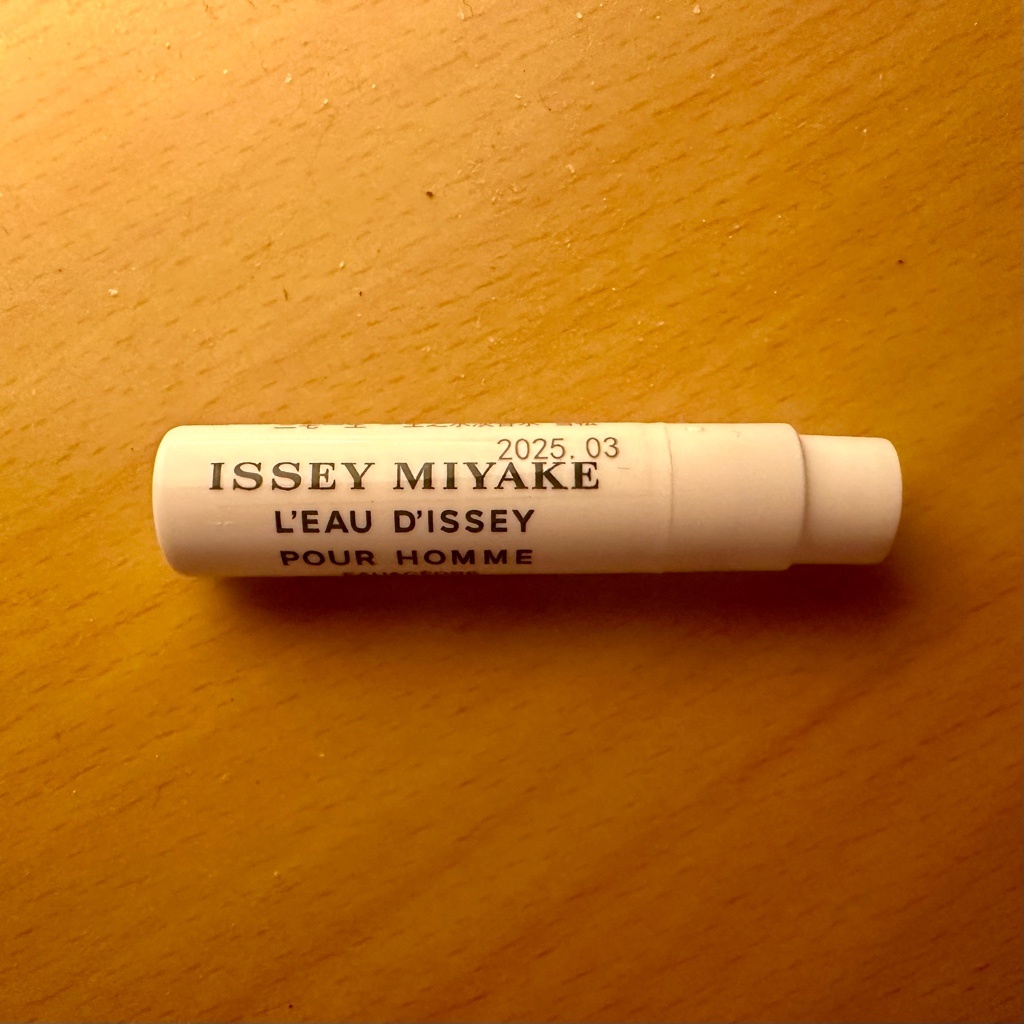 2025.03
ISSEY MIYAKE
L'EAU D'ISSEY
POUR HOMME